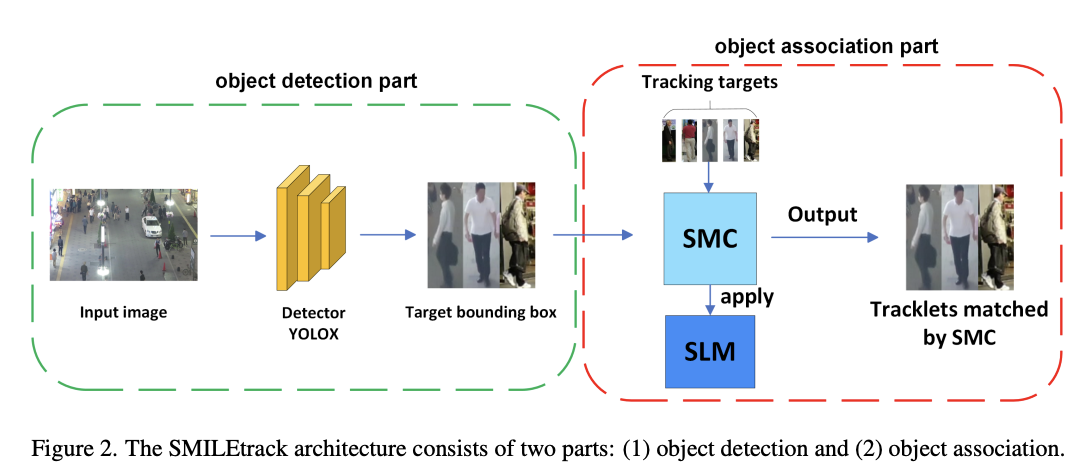 object detection part
object association part
Tracking targets
Input image
Detector
YOLOX
Target bounding box
SMC
apply
SLM
Output
Tracklets matched
by SMC
Figure 2. The SMILEtrack architecture consists of two parts: (1) object detection and (2) object association.